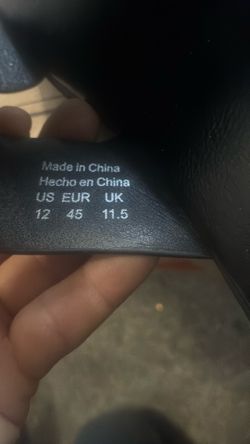 Made in China
Hecho en China
US EUR UK
12 45 11.5